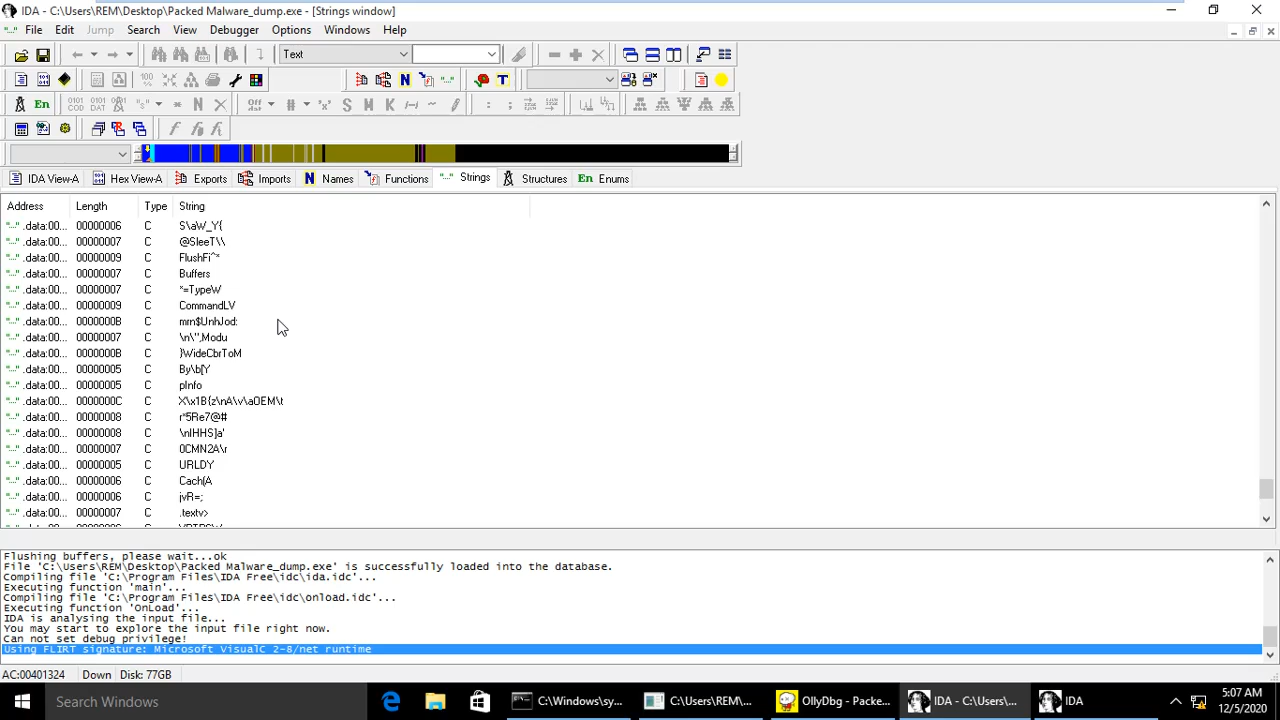 IDA - C:\Users\REM\Desktop\Packed Malware_dump.exe - [Strings window]
File Edit Jump Search View Debugger Options Windows Help
Text
IDA View-A Hex View-A Exports Imports N Names Functions "..." Strings Structures En Enums
Address Length Type String
"..." .data:00... 00000006 C S\aW_Y{
"..." .data:00... 00000007 C @SleeT\\
"..." .data:00... 00000009 C FlushFi^*
"..." .data:00... 00000007 C Buffers
"..." .data:00... 00000007 C *=TypeW
"..." .data:00... 00000009 C CommandLV
"..." .data:00... 0000000B C mrn$UnhJod:
"..." .data:00... 00000007 C \n\",Modu
"..." .data:00... 0000000B C }WideCbrToM
"..." .data:00... 00000005 C By\b[Y
"..." .data:00... 00000005 C pInfo
"..." .data:00... 0000000C C X\x1B{z\nA\v\aOEM\t
"..." .data:00... 00000008 C r*5Re7@#
"..." .data:00... 00000008 C \nIHHS]a'
"..." .data:00... 00000007 C 0CMN2A\r
"..." .data:00... 00000005 C URLDY
"..." .data:00... 00000006 C Cach(A
"..." .data:00... 00000006 C jvR=;
"..." .data:00... 00000007 C .textv>
Flushing buffers, please wait...ok
File 'C:\Users\REM\Desktop\Packed Malware_dump.exe' is successfully loaded into the database.
Compiling file 'C:\Program Files\IDA Free\idc\ida.idc'...
Executing function 'main'...
Compiling file 'C:\Program Files\IDA Free\idc\onload.idc'...
Executing function 'OnLoad'...
IDA is analysing the input file...
You may start to explore the input file right now.
Can not set debug privilege!
Using FLIRT signature: Microsoft VisualC 2-8/net runtime
AC:00401324 Down Disk: 77GB
Search Windows C:\Windows\sy... C:\Users\REM\... OllyDbg - Packe... IDA - C:\Users\... IDA
5:07 AM
12/5/2020